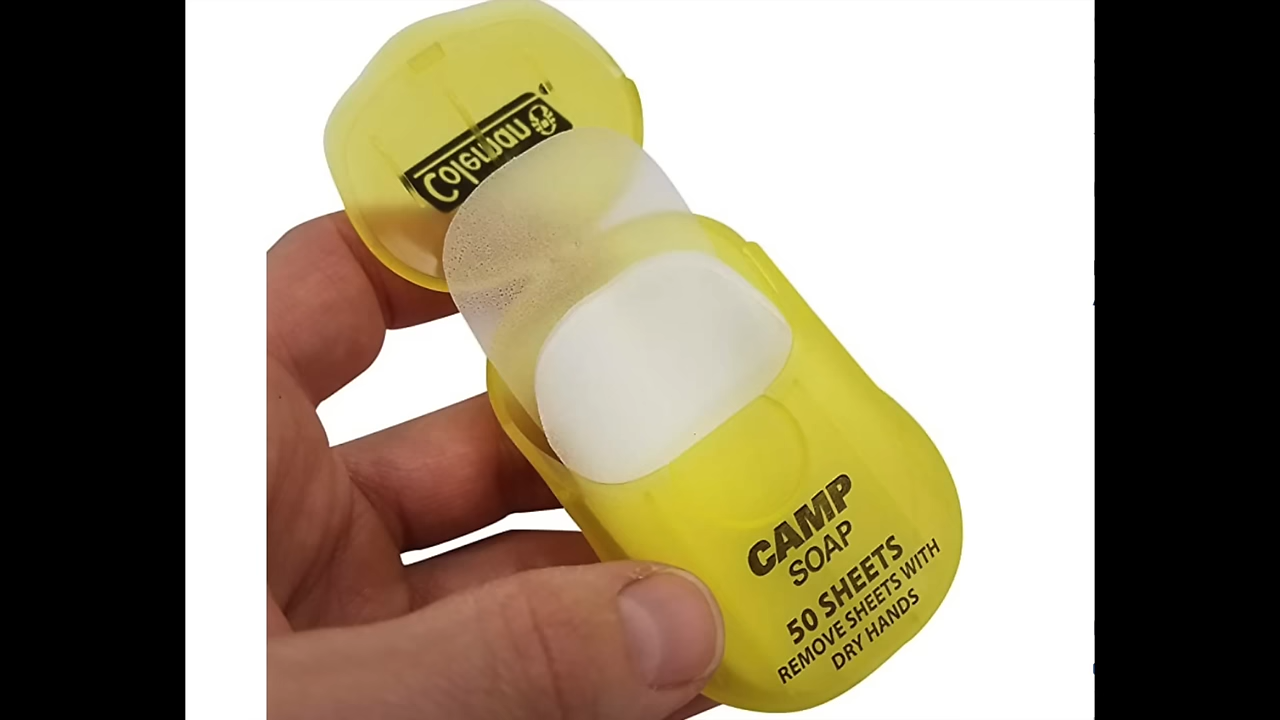 Coleman
CAMP
SOAP
50 SHEETS
REMOVE SHEETS WITH
DRY HANDS